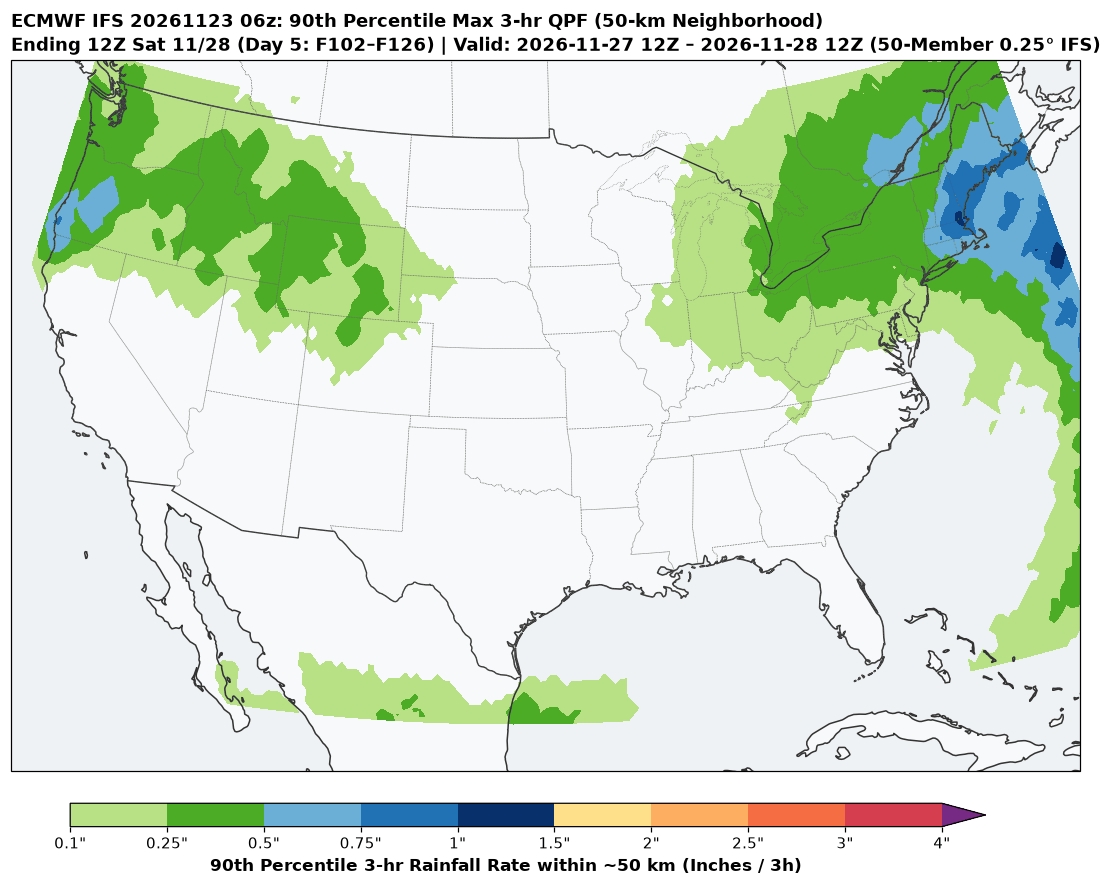 ECMWF IFS 20261123 06z: 90th Percentile Max 3-hr QPF (50-km Neighborhood)
Ending 12Z Sat 11/28 (Day 5: F102–F126) | Valid: 2026-11-27 12Z – 2026-11-28 12Z (50-Member 0.25° IFS)
0.1" 0.25" 0.5" 0.75" 1" 1.5" 2" 2.5" 3" 4"
90th Percentile 3-hr Rainfall Rate within ~50 km (Inches / 3h)